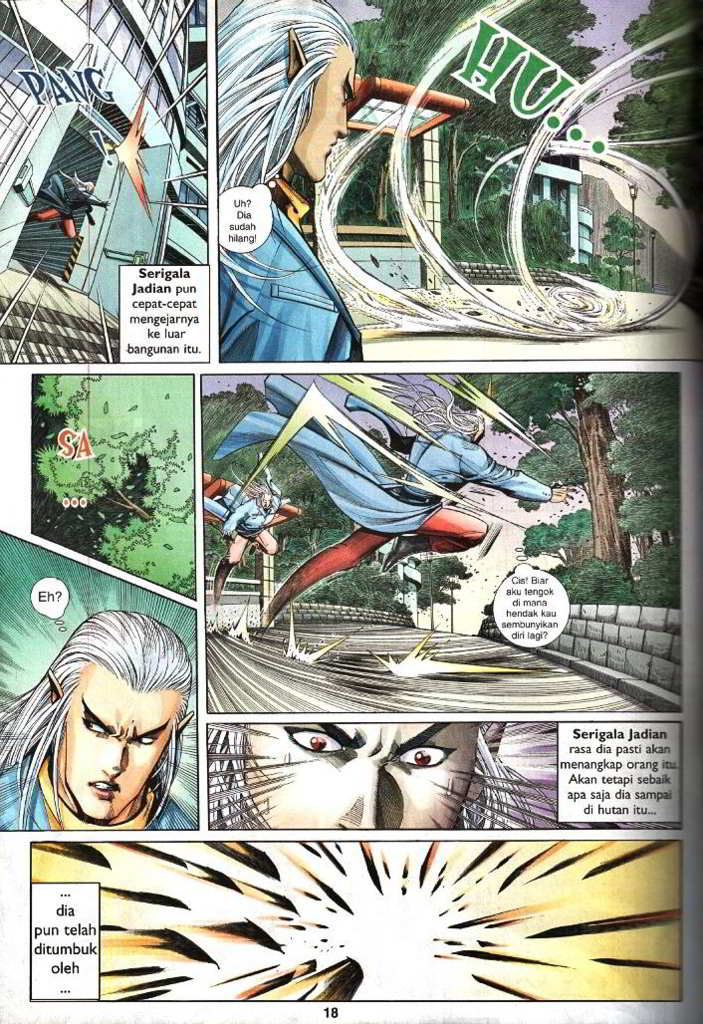 PANG
!
Serigala
Jadian pun
cepat-cepat
mengejarnya
ke luar
bangunan itu.
Uh?
Dia
sudah
hilang!
HU...
SA
...
Cis! Biar
aku tengok
di mana
hendak kau
sembunyikan
diri lagi?
Eh?
Serigala Jadian
rasa dia pasti akan
menangkap orang itu.
Akan tetapi sebaik
apa saja dia sampai
di hutan itu...
...
dia
pun telah
ditumbuk
oleh
...
18